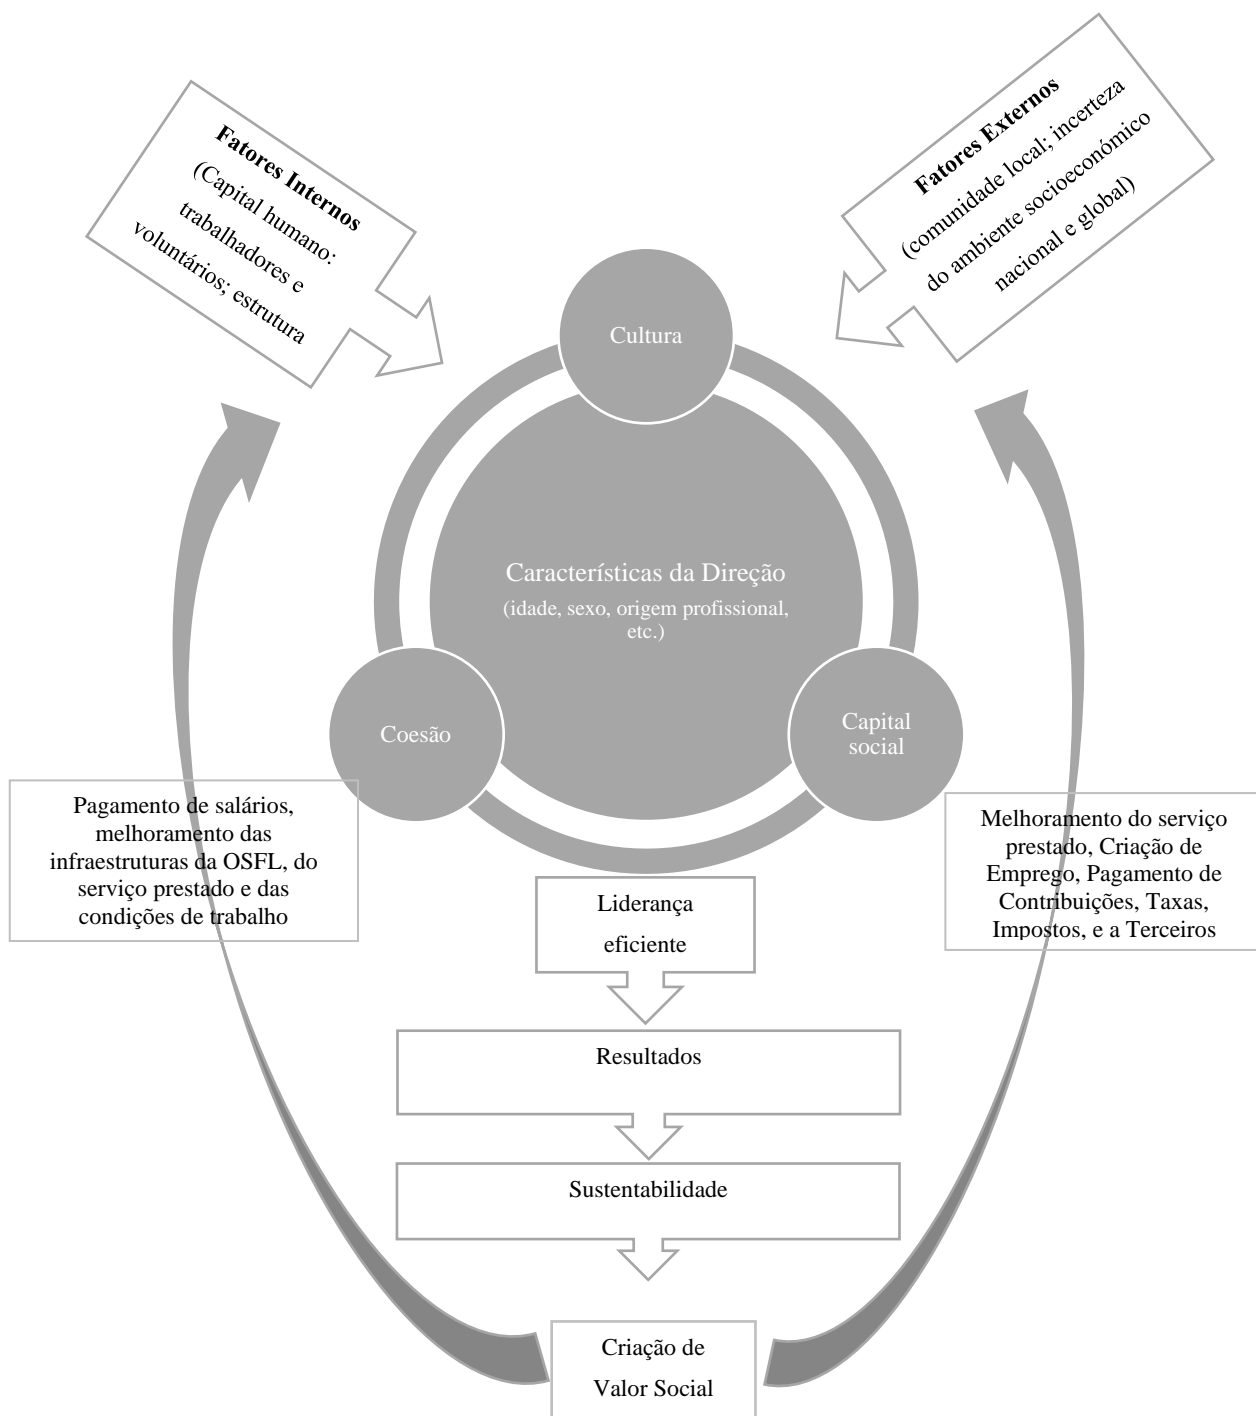 Fatores Internos
(Capital humano:
trabalhadores e
voluntários; estrutura
Fatores Externos
(comunidade local; incerteza
do ambiente socioeconómico
nacional e global)
Cultura
Características da Direção
(idade, sexo, origem profissional,
etc.)
Coesão
Capital
social
Pagamento de salários,
melhoramento das
infraestruturas da OSFL, do
serviço prestado e das
condições de trabalho
Melhoramento do serviço
prestado, Criação de
Emprego, Pagamento de
Contribuições, Taxas,
Impostos, e a Terceiros
Liderança
eficiente
Resultados
Sustentabilidade
Criação de
Valor Social